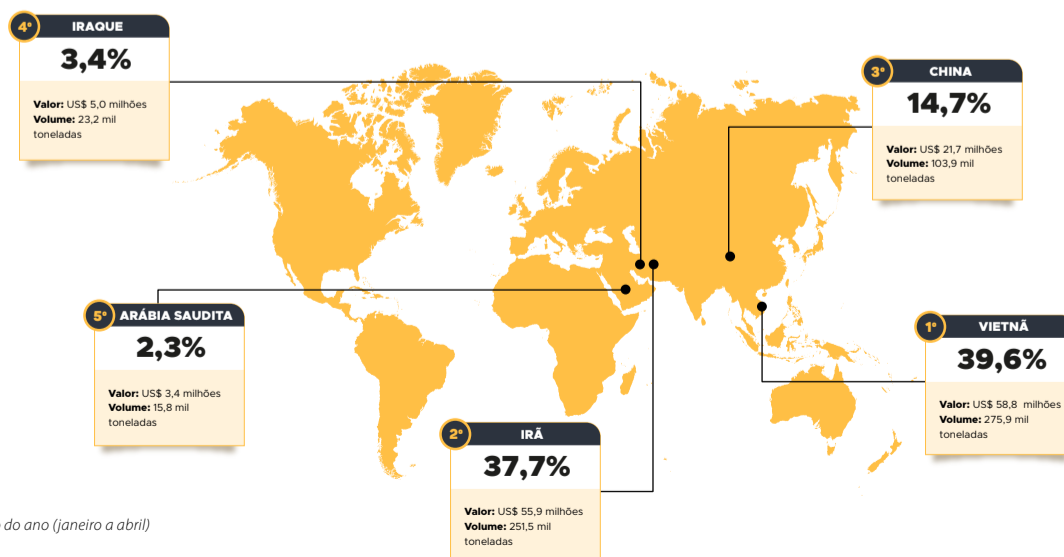 4º IRAQUE
3,4%
Valor: US$ 5,0 milhões
Volume: 23,2 mil
toneladas
3º CHINA
14,7%
Valor: US$ 21,7 milhões
Volume: 103,9 mil
toneladas
5º ARÁBIA SAUDITA
2,3%
Valor: US$ 3,4 milhões
Volume: 15,8 mil
toneladas
1º VIETNÃ
39,6%
Valor: US$ 58,8 milhões
Volume: 275,9 mil
toneladas
2º IRÃ
37,7%
Valor: US$ 55,9 milhões
Volume: 251,5 mil
toneladas
do ano (janeiro a abril)